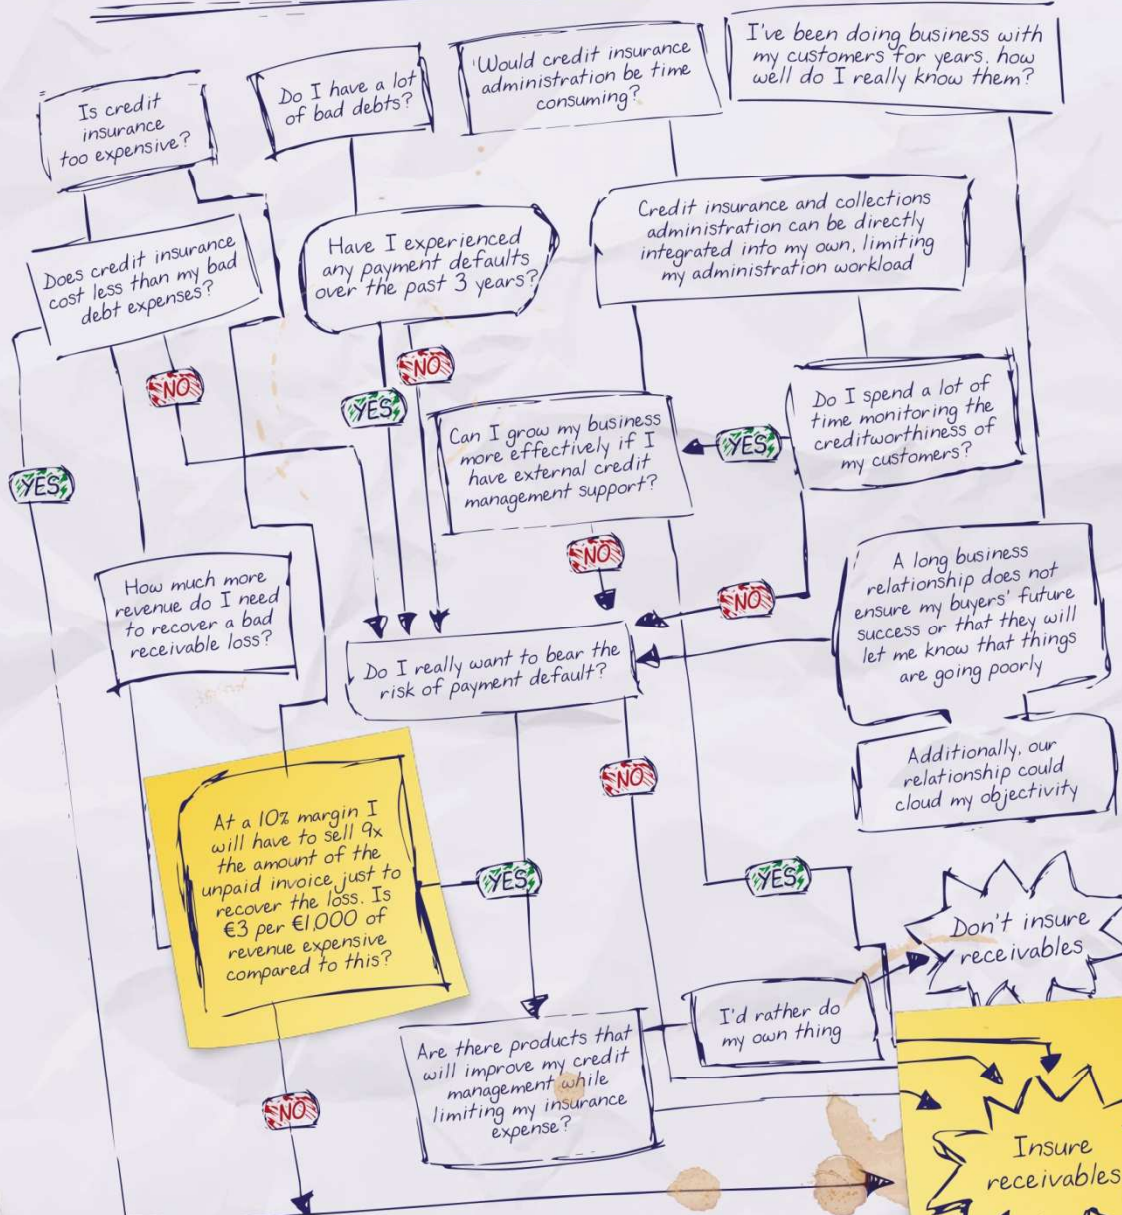 Is credit
insurance
too expensive?
Do I have a lot
of bad debts?
'Would credit insurance
administration be time
consuming?
I've been doing business with
my customers for years, how
well do I really know them?
Does credit insurance
cost less than my bad
debt expenses?
Have I experienced
any payment defaults
over the past 3 years?
Credit insurance and collections
administration can be directly
integrated into my own, limiting
my administration workload
NO
NO
YES
Can I grow my business
more effectively if I
have external credit
management support?
YES
Do I spend a lot of
time monitoring the
creditworthiness of
my customers?
YES
NO
NO
How much more
revenue do I need
to recover a bad
receivable loss?
Do I really want to bear the
risk of payment default?
A long business
relationship does not
ensure my buyers' future
success or that they will
let me know that things
are going poorly
Additionally, our
relationship could
cloud my objectivity
NO
At a 10% margin I
will have to sell 9x
the amount of the
unpaid invoice just to
recover the loss. Is
€3 per €1,000 of
revenue expensive
compared to this?
YES
YES
Don't insure
receivables
I'd rather do
my own thing
Are there products that
will improve my credit
management while
limiting my insurance
expense?
NO
Insure
receivables